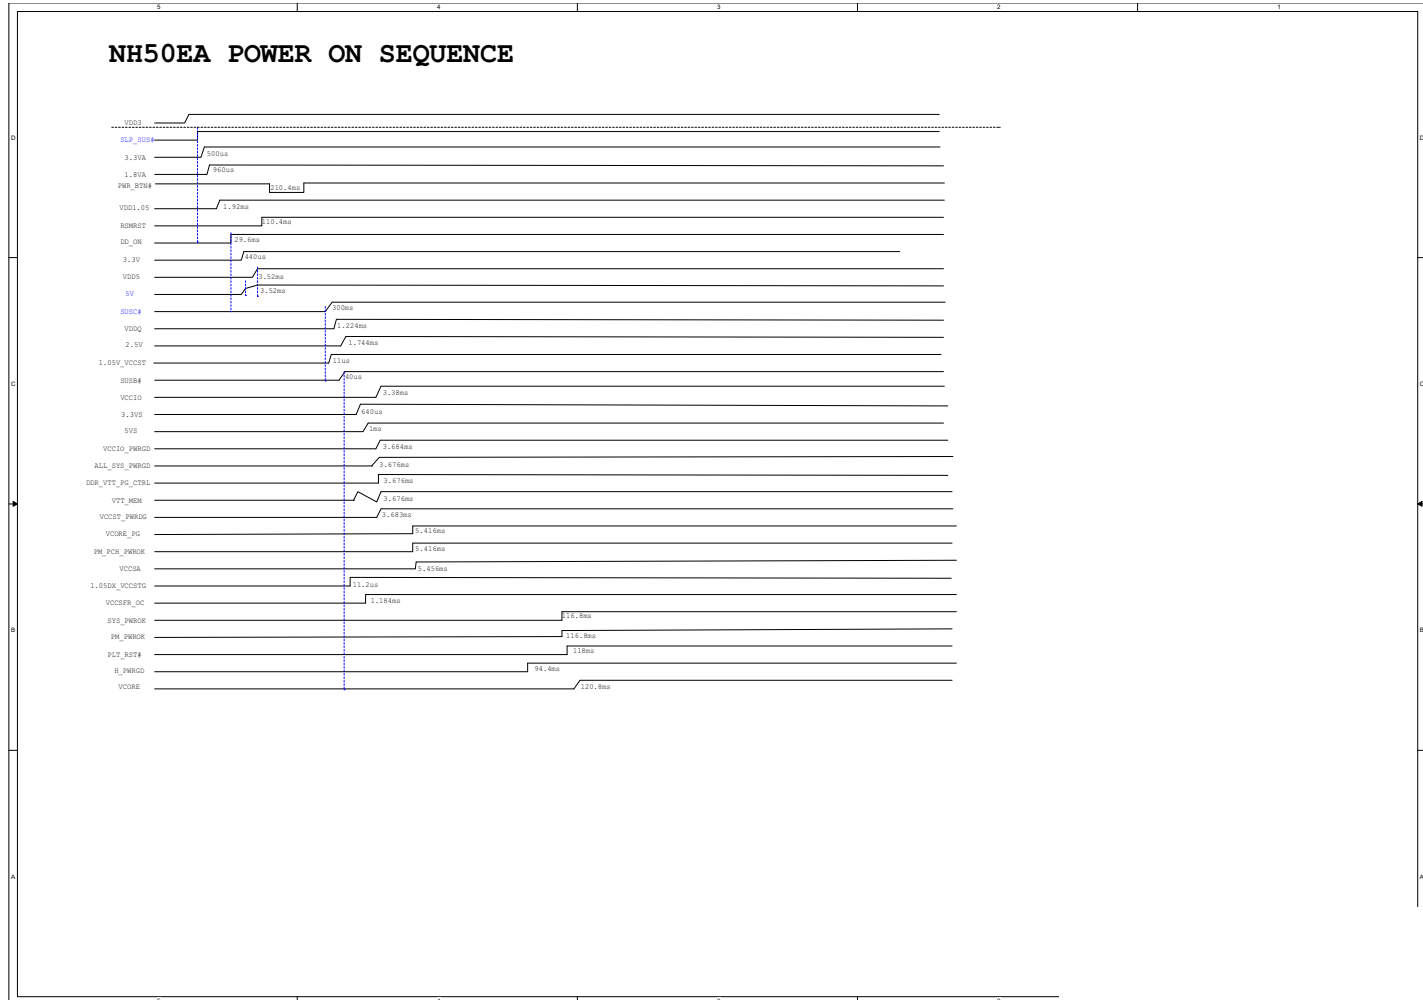 5 4 3 2 1
NH50EA POWER ON SEQUENCE
VDD3
D D
SLP_SUS#
3.3VA 500us
1.8VA 960us
PWR_BTN# 210.4ms
VDD1.05 1.92ms
RSMRST 110.4ms
DD_ON 29.6ms
3.3V 440us
VDD5 3.52ms
5V 3.52ms
SUSC# 300ms
VDDQ 1.224ms
2.5V 1.744ms
1.05V_VCCST 11us
SUSB# 40us
C C
VCCIO 3.38ms
3.3VS 640us
5VS 1ms
VCCIO_PWRGD 3.684ms
ALL_SYS_PWRGD 3.676ms
DDR_VTT_PG_CTRL 3.676ms
VTT_MEM 3.676ms
VCCST_PWRDG 3.683ms
VCORE_PG 5.416ms
PM_PCH_PWROK 5.416ms
VCCSA 5.456ms
1.05DX_VCCSTG 11.2us
VCCSFR_OC 1.184ms
SYS_PWROK 116.8ms
B B
PM_PWROK 116.8ms
PLT_RST# 118ms
H_PWRGD 94.4ms
VCORE 120.8ms
A A